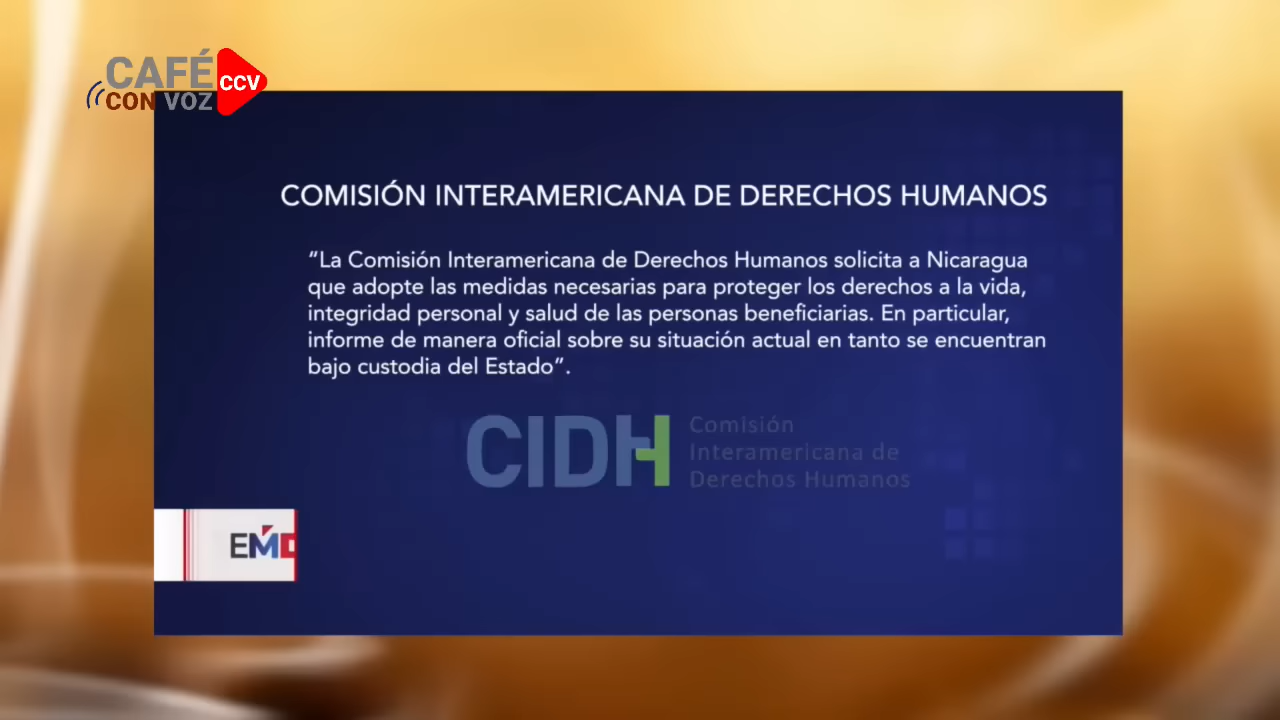 CAFÉ
CON VOZ
CCV
COMISIÓN INTERAMERICANA DE DERECHOS HUMANOS
“La Comisión Interamericana de Derechos Humanos solicita a Nicaragua
que adopte las medidas necesarias para proteger los derechos a la vida,
integridad personal y salud de las personas beneficiarias. En particular,
informe de manera oficial sobre su situación actual en tanto se encuentran
bajo custodia del Estado”.
CIDH
Comisión
Interamericana de
Derechos Humanos
EMD